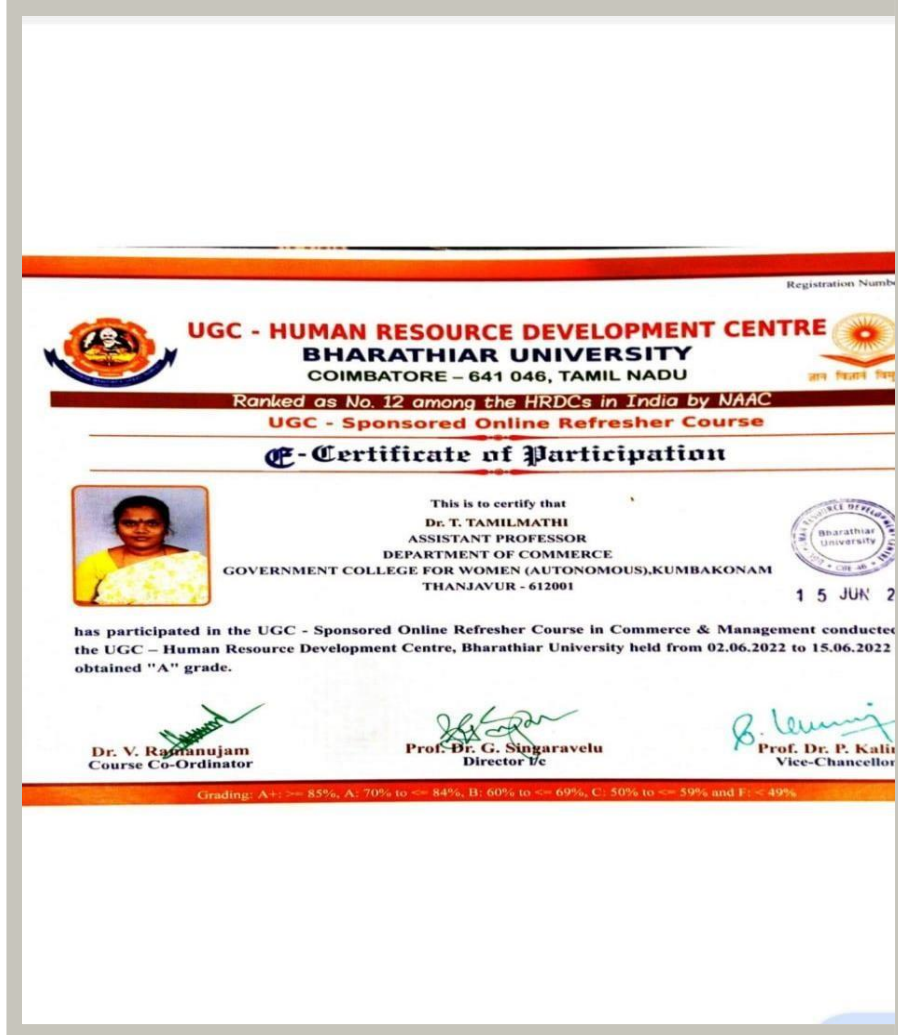 Registration Numb
UGC - HUMAN RESOURCE DEVELOPMENT CENTRE
BHARATHIAR UNIVERSITY
COIMBATORE – 641 046, TAMIL NADU
ज्ञान विज्ञान विमु
Ranked as No. 12 among the HRDCs in India by NAAC
UGC - Sponsored Online Refresher Course
E-Certificate of Participation
This is to certify that
Dr. T. TAMILMATHI
ASSISTANT PROFESSOR
DEPARTMENT OF COMMERCE
GOVERNMENT COLLEGE FOR WOMEN (AUTONOMOUS),KUMBAKONAM
THANJAVUR - 612001
Bharathiar
University
1 5 JUN 2
has participated in the UGC - Sponsored Online Refresher Course in Commerce & Management conducted
the UGC – Human Resource Development Centre, Bharathiar University held from 02.06.2022 to 15.06.2022
obtained "A" grade.
Dr. V. Ramanujam
Course Co-Ordinator
Prof. Dr. G. Singaravelu
Director I/c
Prof. Dr. P. Kali
Vice-Chancellor
Grading: A+: >= 85%, A: 70% to <= 84%, B: 60% to <= 69%, C: 50% to <= 59% and F: < 49%